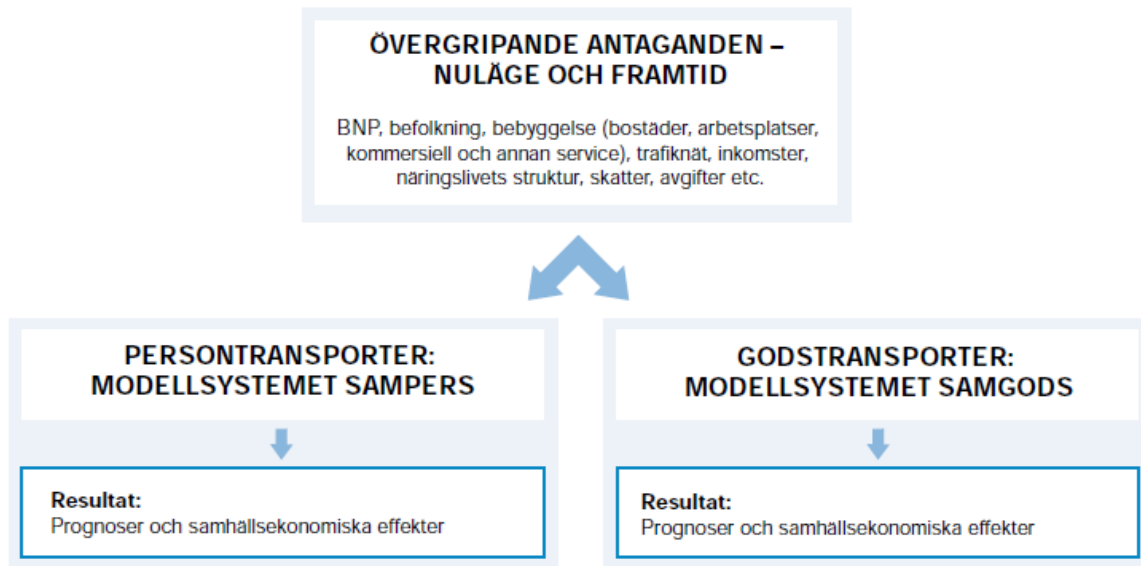 ÖVERGRIPANDE ANTAGANDEN –
NULÄGE OCH FRAMTID
BNP, befolkning, bebyggelse (bostäder, arbetsplatser,
kommersiell och annan service), trafiknät, inkomster,
näringslivets struktur, skatter, avgifter etc.
PERSONTRANSPORTER:
MODELLSYSTEMET SAMPERS
Resultat:
Prognoser och samhällsekonomiska effekter
GODSTRANSPORTER:
MODELLSYSTEMET SAMGODS
Resultat:
Prognoser och samhällsekonomiska effekter